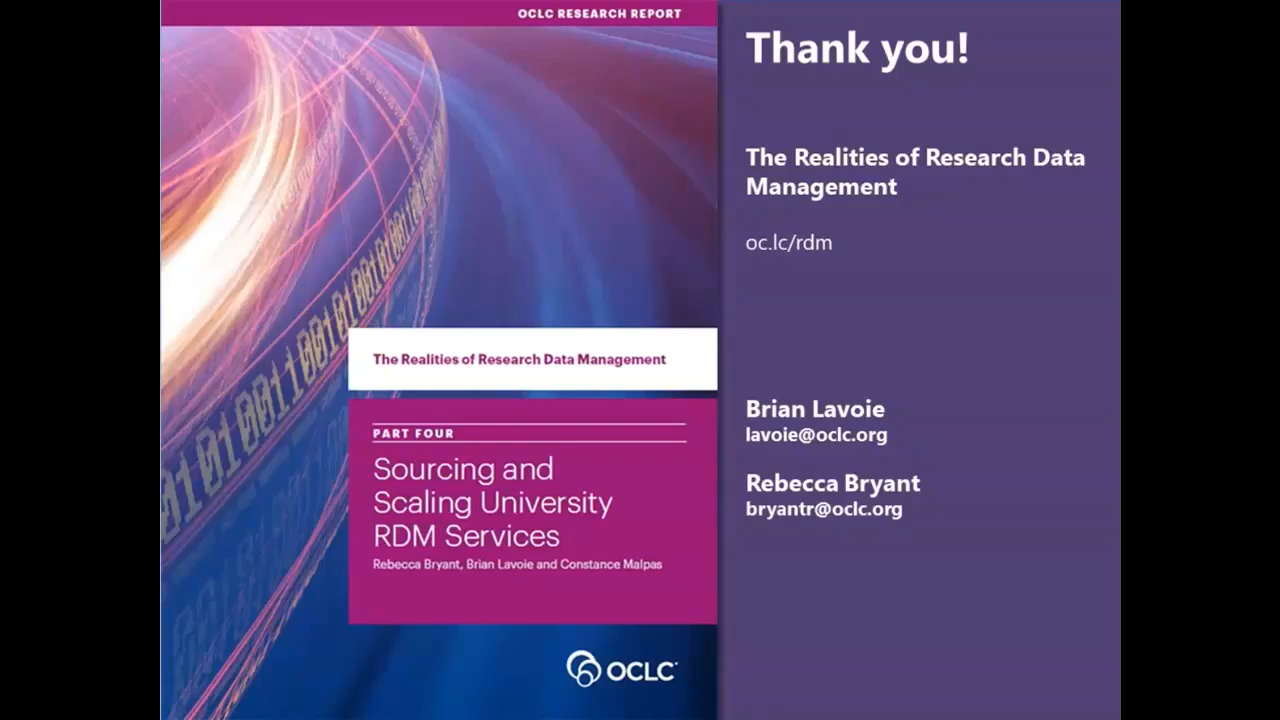 OCLC RESEARCH REPORT
The Realities of Research Data Management
PART FOUR
Sourcing and
Scaling University
RDM Services
Rebecca Bryant, Brian Lavoie and Constance Malpas
OCLC
Thank you!
The Realities of Research Data
Management
oc.lc/rdm
Brian Lavoie
lavoie@oclc.org
Rebecca Bryant
bryantr@oclc.org